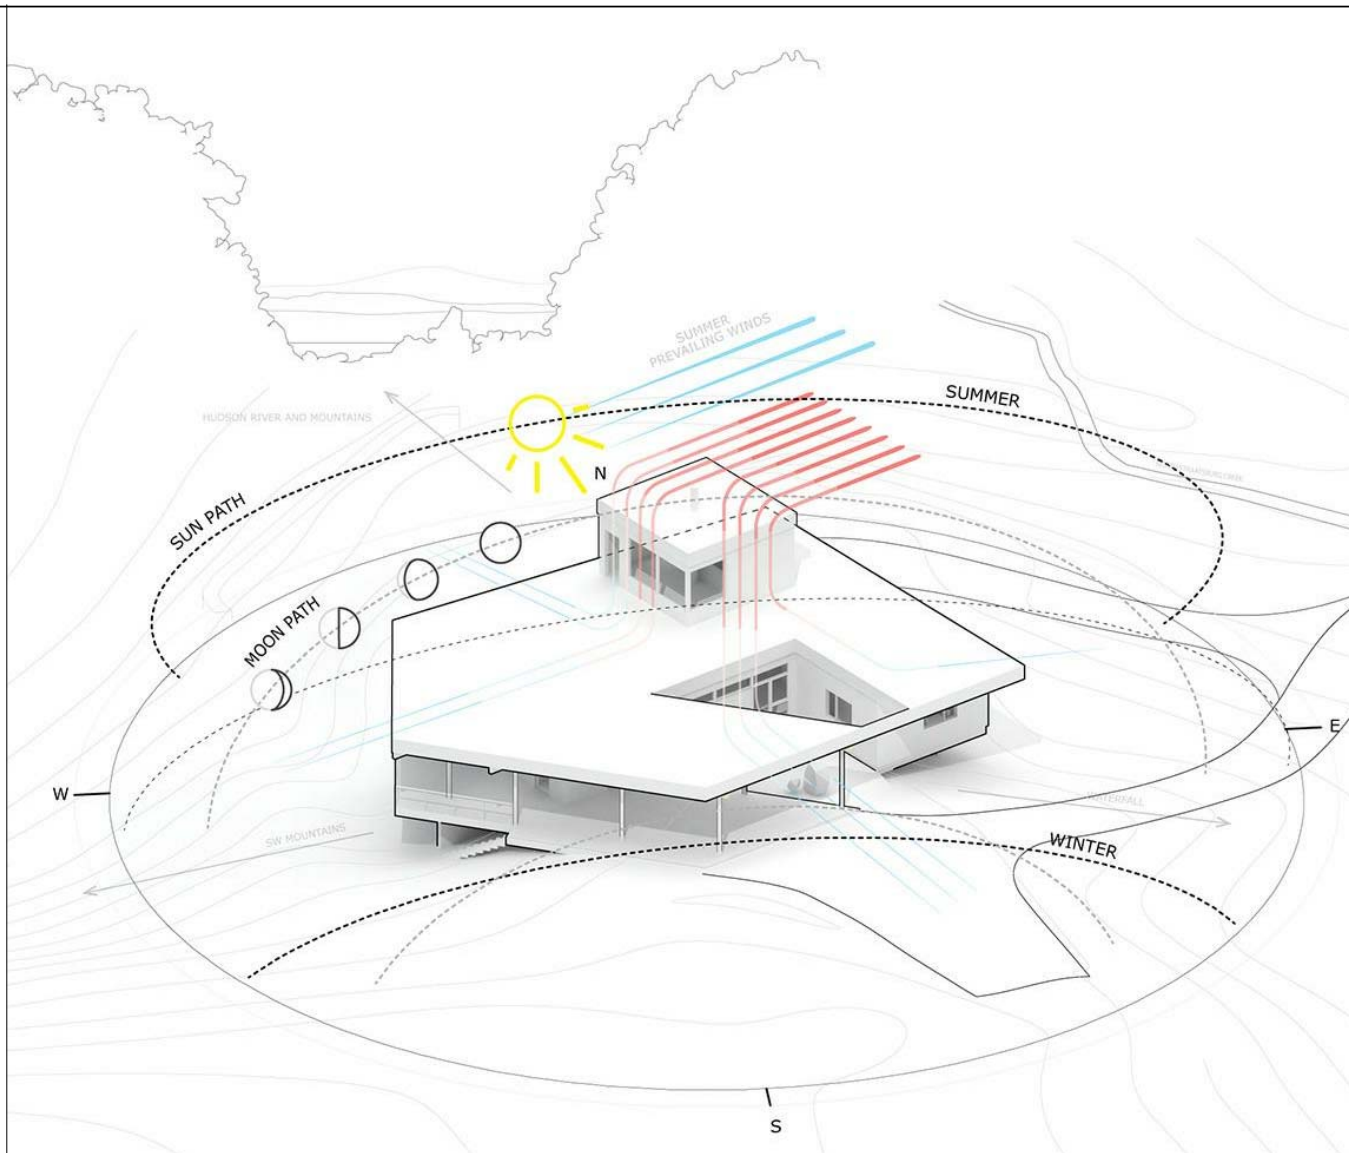 SUMMER
PREVAILING WINDS
SUMMER
HUDSON RIVER AND MOUNTAINS
N
SUN PATH
MOON PATH
E
W
WATERFALL
SW MOUNTAINS
WINTER
S